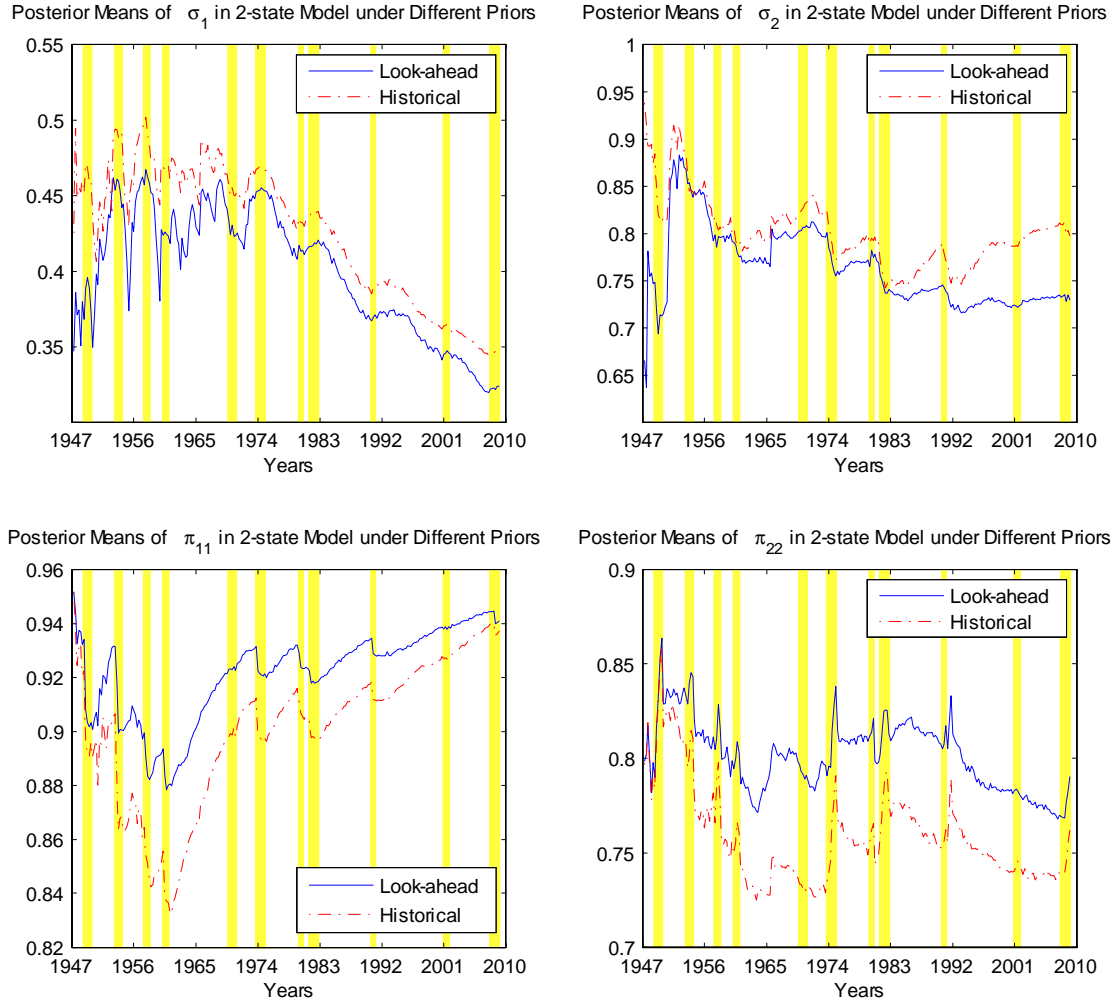 Posterior Means of σ1 in 2-state Model under Different Priors
0.55
0.5
0.45
0.4
0.35
Look-ahead
Historical
1947 1956 1965 1974 1983 1992 2001 2010
Years
Posterior Means of σ2 in 2-state Model under Different Priors
1
0.95
0.9
0.85
0.8
0.75
0.7
0.65
Look-ahead
Historical
1947 1956 1965 1974 1983 1992 2001 2010
Years
Posterior Means of π11 in 2-state Model under Different Priors
0.96
0.94
0.92
0.9
0.88
0.86
0.84
0.82
Look-ahead
Historical
1947 1956 1965 1974 1983 1992 2001 2010
Years
Posterior Means of π22 in 2-state Model under Different Priors
0.9
0.85
0.8
0.75
0.7
Look-ahead
Historical
1947 1956 1965 1974 1983 1992 2001 2010
Years